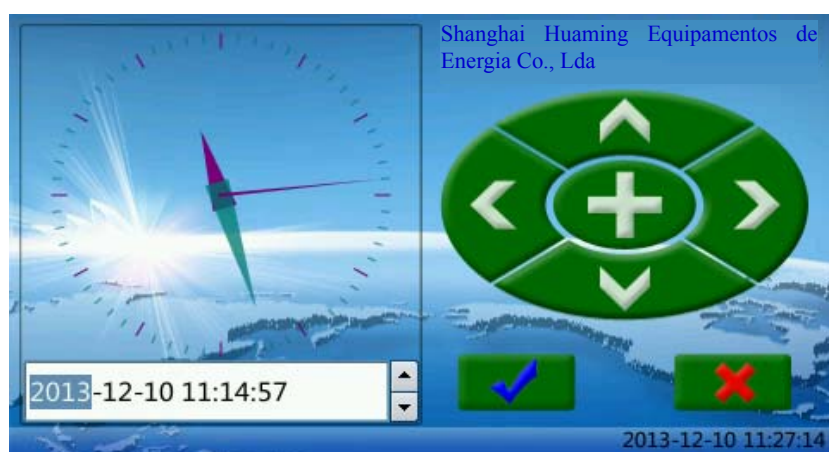 Shanghai Huaming Equipamentos de
Energia Co., Lda
2013-12-10 11:14:57
2013-12-10 11:27:14